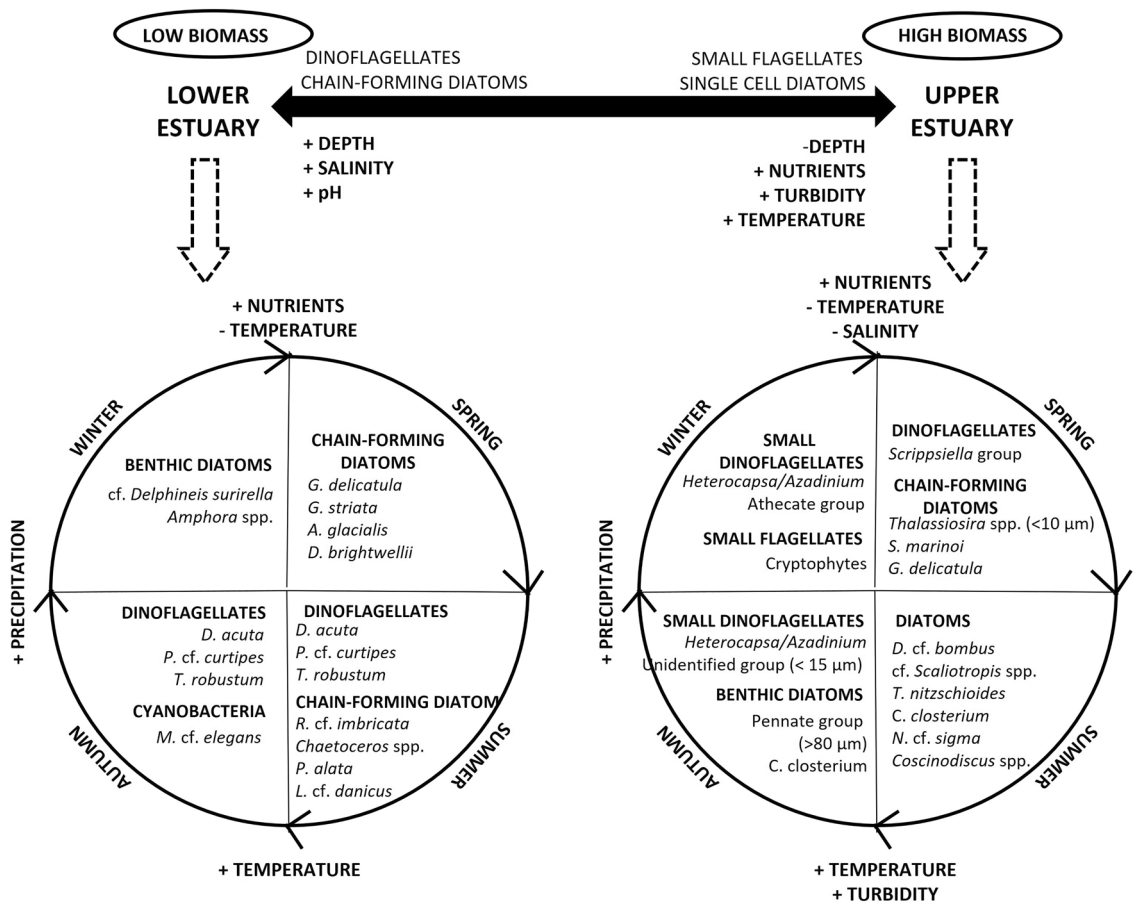 LOW BIOMASS
HIGH BIOMASS
DINOFLAGELLATES
CHAIN-FORMING DIATOMS
SMALL FLAGELLATES
SINGLE CELL DIATOMS
LOWER
ESTUARY
UPPER
ESTUARY
+ DEPTH
+ SALINITY
+ pH
-DEPTH
+ NUTRIENTS
+ TURBIDITY
+ TEMPERATURE
+ NUTRIENTS
- TEMPERATURE
WINTER
SPRING
BENTHIC DIATOMS
cf. Delphineis surirella
Amphora spp.
CHAIN-FORMING
DIATOMS
G. delicatula
G. striata
A. glacialis
D. brightwellii
+ PRECIPITATION
DINOFLAGELLATES
D. acuta
P. cf. curtipes
T. robustum
CYANOBACTERIA
M. cf. elegans
DINOFLAGELLATES
D. acuta
P. cf. curtipes
T. robustum
CHAIN-FORMING DIATOM
R. cf. imbricata
Chaetoceros spp.
P. alata
L. cf. danicus
AUTUMN
SUMMER
+ TEMPERATURE
+ NUTRIENTS
- TEMPERATURE
- SALINITY
WINTER
SPRING
SMALL
DINOFLAGELLATES
Heterocapsa/Azadinium
Athecate group
SMALL FLAGELLATES
Cryptophytes
DINOFLAGELLATES
Scrippsiella group
CHAIN-FORMING
DIATOMS
Thalassiosira spp. (<10 µm)
S. marinoi
G. delicatula
+ PRECIPITATION
SMALL DINOFLAGELLATES
Heterocapsa/Azadinium
Unidentified group (< 15 µm)
BENTHIC DIATOMS
Pennate group
(>80 µm)
C. closterium
DIATOMS
D. cf. bombus
cf. Scaliotropis spp.
T. nitzschioides
C. closterium
N. cf. sigma
Coscinodiscus spp.
AUTUMN
SUMMER
+ TEMPERATURE
+ TURBIDITY